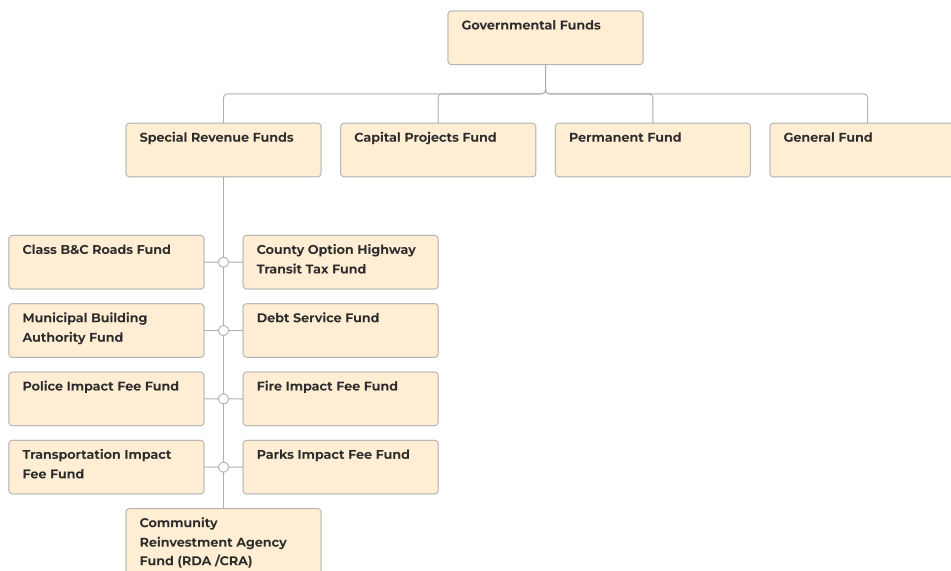 Governmental Funds
Special Revenue Funds
Capital Projects Fund
Permanent Fund
General Fund
Class B&C Roads Fund
County Option Highway
Transit Tax Fund
Municipal Building
Authority Fund
Debt Service Fund
Police Impact Fee Fund
Fire Impact Fee Fund
Transportation Impact
Fee Fund
Parks Impact Fee Fund
Community
Reinvestment Agency
Fund (RDA /CRA)